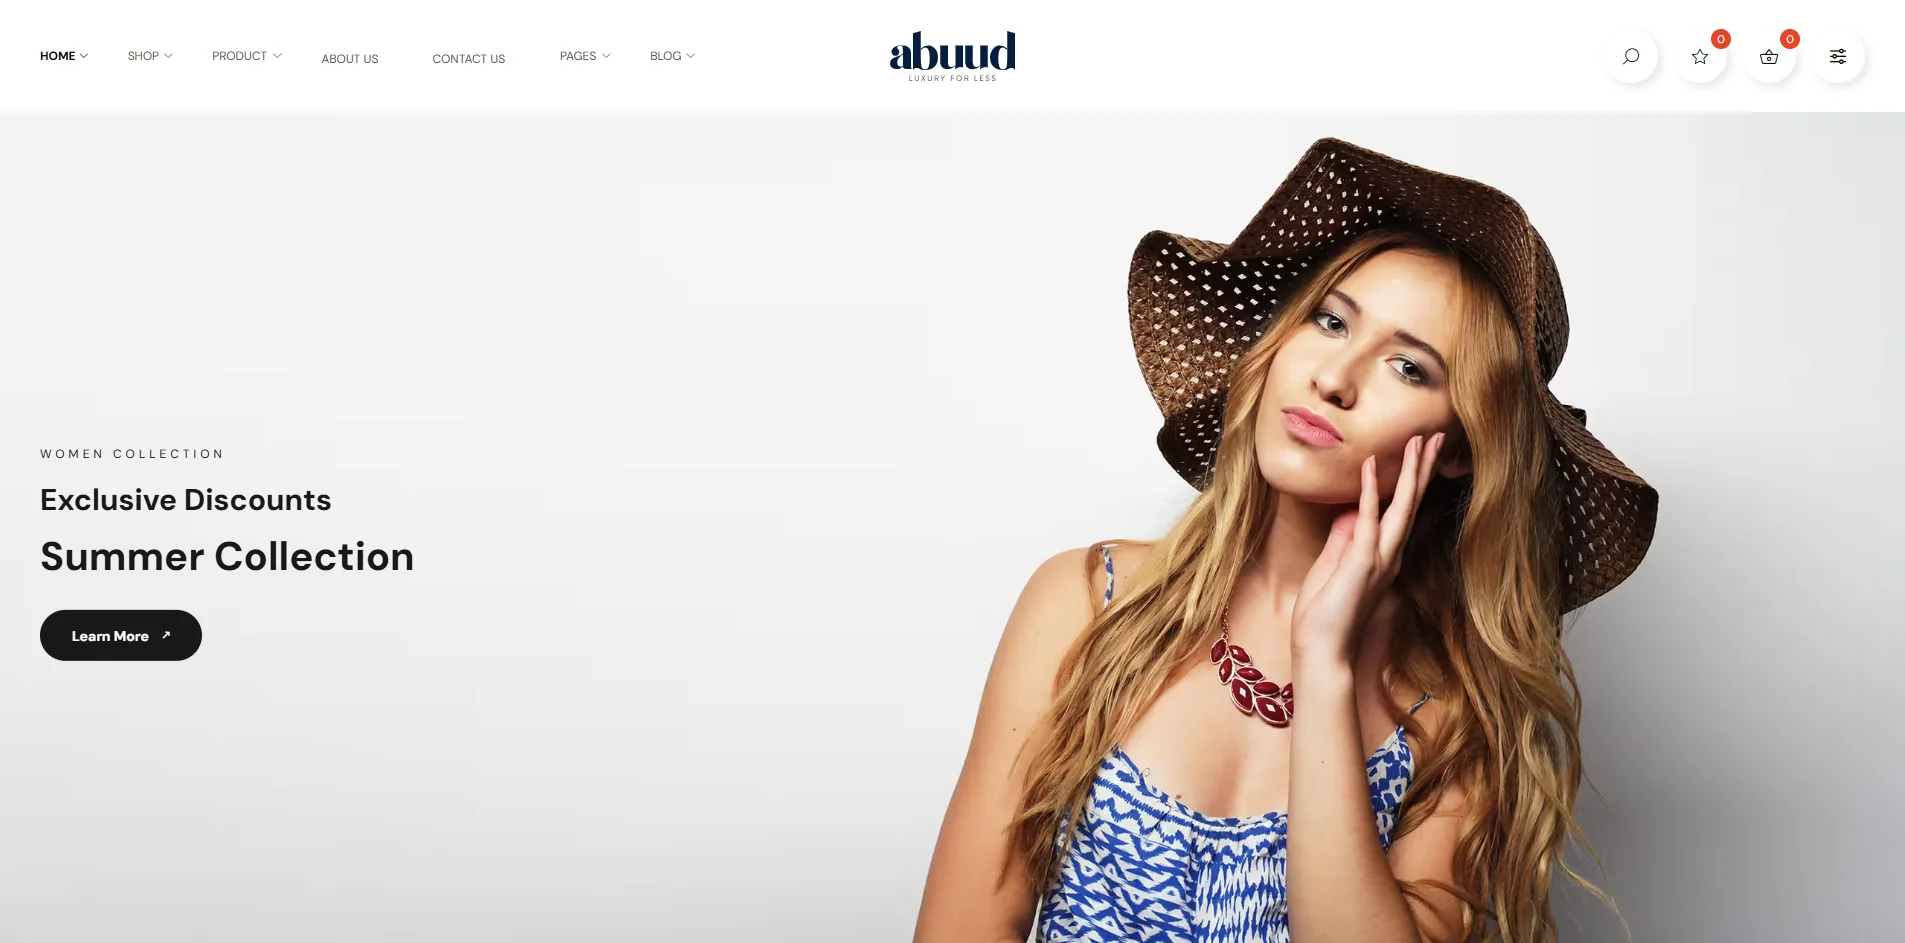 HOME SHOP PRODUCT ABOUT US CONTACT US PAGES BLOG
abuud
LUXURY FOR LESS
0 0
WOMEN COLLECTION
Exclusive Discounts
Summer Collection
Learn More